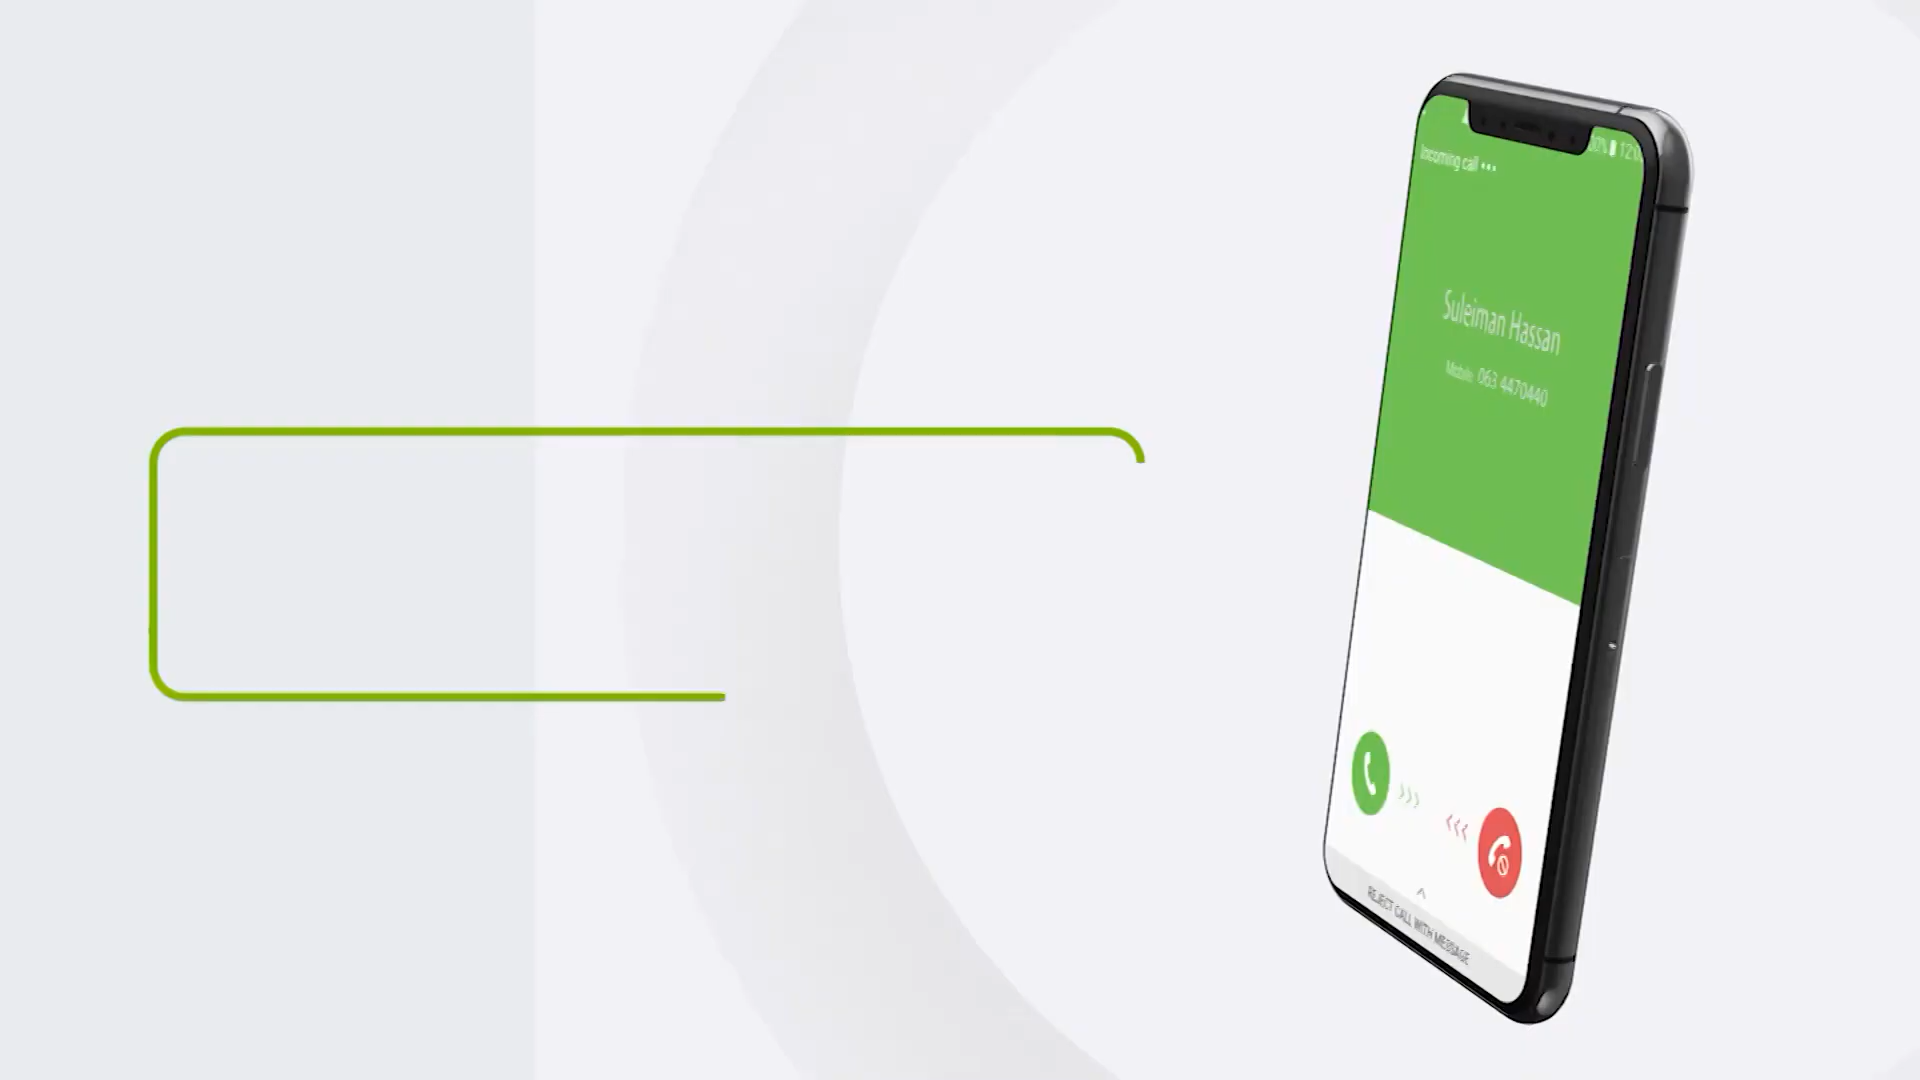 Incoming call •••
Suleiman Hassan
Mobile 063 4470440
REJECT CALL WITH MESSAGE